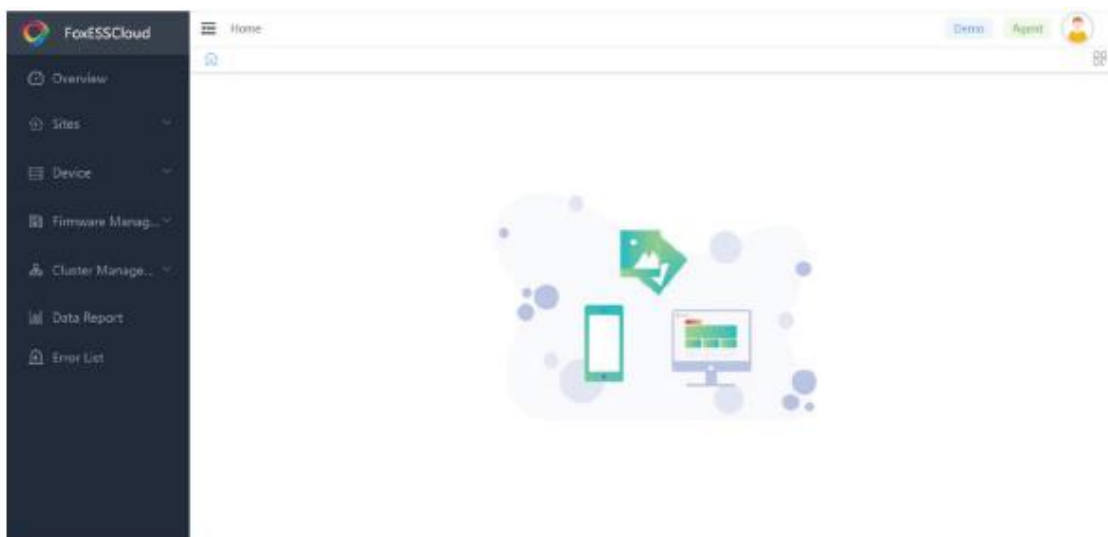 FoxESSCloud
Home
Demo
Agent
Overview
Sites
Device
Firmware Manag...
Cluster Manage...
Data Report
Error List